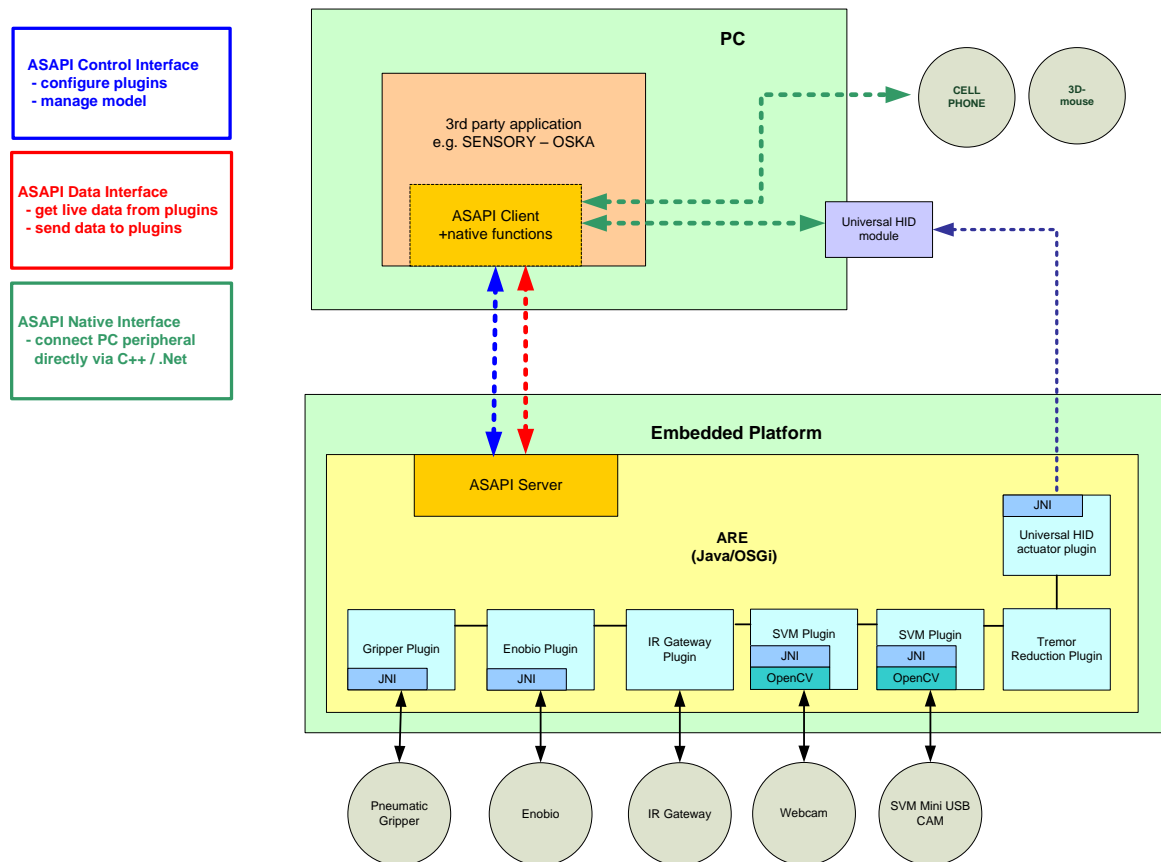 ASAPI Control Interface
- configure plugins
- manage model
ASAPI Data Interface
- get live data from plugins
- send data to plugins
ASAPI Native Interface
- connect PC peripheral
directly via C++ / .Net
PC
3rd party application
e.g. SENSORY – OSKA
ASAPI Client
+native functions
CELL
PHONE
3D-
mouse
Universal HID
module
Embedded Platform
ASAPI Server
ARE
(Java/OSGi)
JNI
Universal HID
actuator plugin
Gripper Plugin
JNI
Enobio Plugin
JNI
IR Gateway
Plugin
SVM Plugin
JNI
OpenCV
SVM Plugin
JNI
OpenCV
Tremor
Reduction Plugin
Pneumatic
Gripper
Enobio
IR Gateway
Webcam
SVM Mini USB
CAM